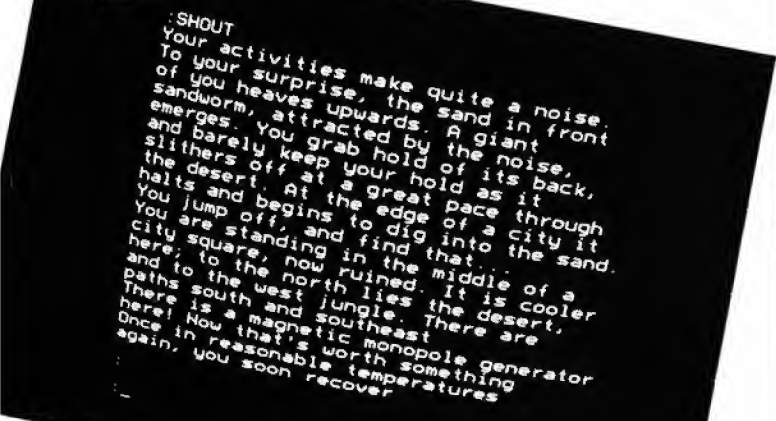 :SHOUT
Your activities make quite a noise.
To your surprise, the sand in front
of you heaves upwards. A giant
sandworm, attracted by the noise,
emerges. You grab hold of its back,
and barely keep your hold as it
slithers off at a great pace through
the desert. At the edge of a city it
halts and begins to dig into the sand.
You jump off, and find that...
You are standing in the middle of a
city square, now ruined. It is cooler
here; to the north lies the desert,
and to the west jungle. There are
paths south and southeast
There is a magnetic monopole generator
here! Now that's worth something
Once in reasonable temperatures
again, you soon recover
:
:_